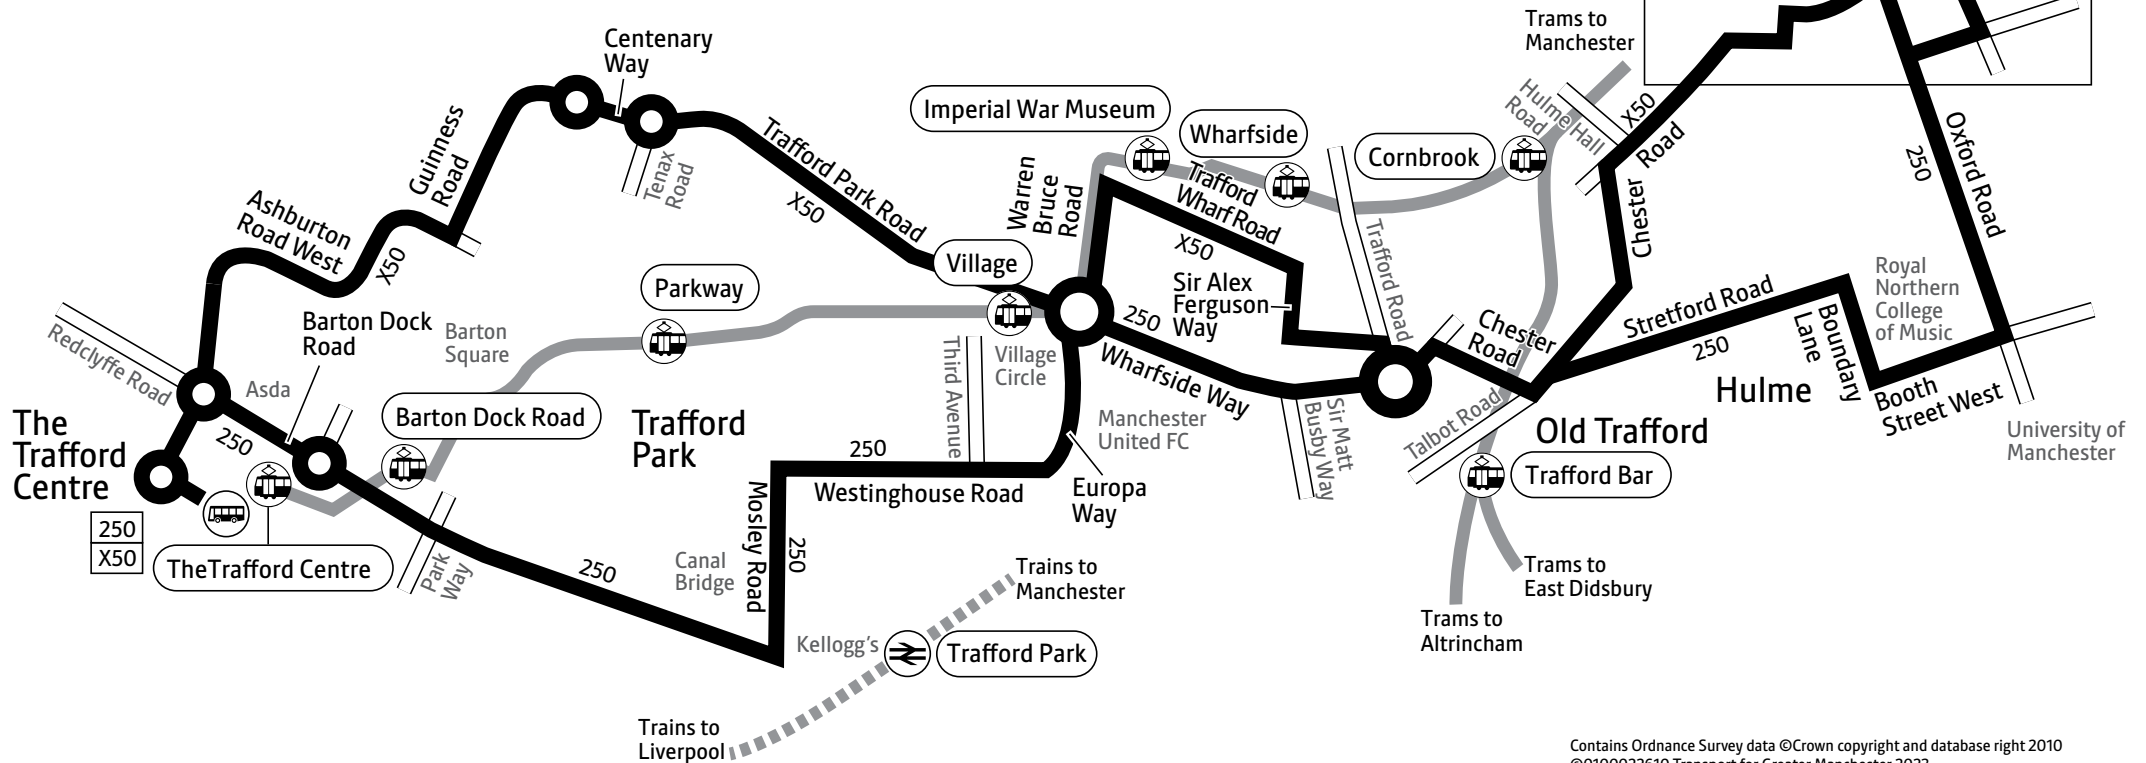 Trams to
Manchester
Centenary
Way
Hulme Hall
Road
X50
Road
Imperial War Museum
Wharfside
Cornbrook
Guinness
Road
Tenax
Road
Trafford Park Road
X50
Warren
Bruce
Road
Trafford
Wharf Road
X50
Oxford Road
250
Chester
Ashburton
Road West
X50
Village
Parkway
Sir Alex
Ferguson
Way
Trafford Road
Royal
Northern
College
of Music
Barton Dock
Road
Barton
Square
Redclyffe Road
Asda
250
Chester
Road
Stretford Road
250
Boundary
Lane
Third Avenue
Village
Circle
Wharfside Way
Hulme
Booth
Street West
The
Trafford
Centre
250
Barton Dock Road
Trafford
Park
250
Manchester
United FC
Sir Matt
Busby Way
Talbot Road
Old Trafford
University of
Manchester
Trafford Bar
Westinghouse Road
Europa
Way
Mosley Road
250
250
X50
TheTrafford Centre
Park
Way
250
Canal
Bridge
Trains to
Manchester
Trams to
East Didsbury
Trams to
Altrincham
Kellogg's
Trafford Park
Trains to
Liverpool
Contains Ordnance Survey data ©Crown copyright and database right 2010
©0100022610 Transport for Greater Manchester 2022